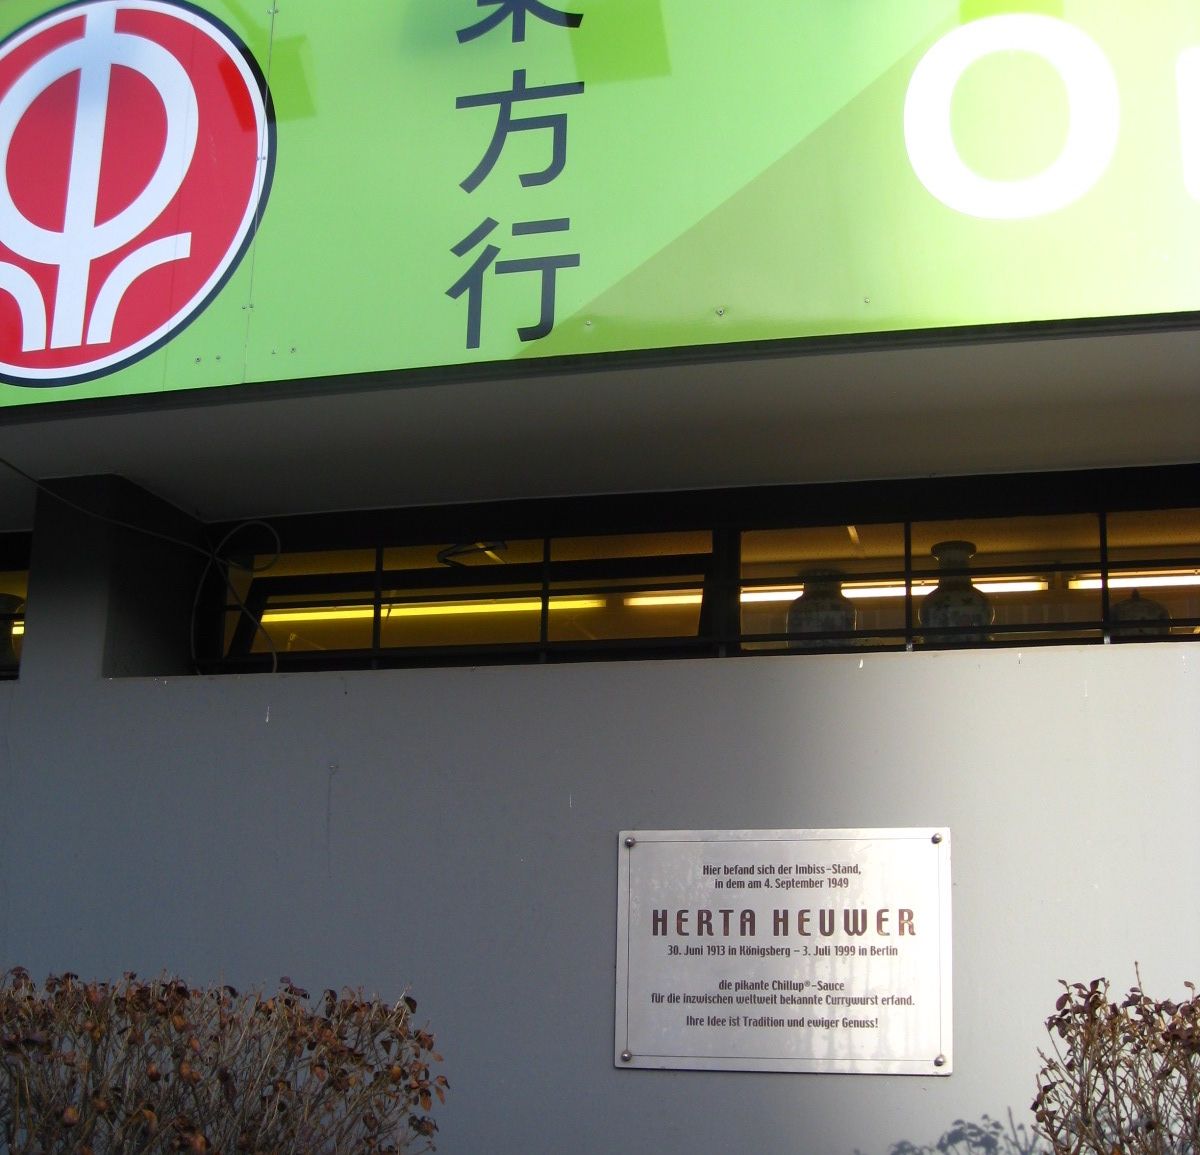 東方行
O
Hier befand sich der Imbiss-Stand,
in dem am 4. September 1949
HERTA HEUWER
30. Juni 1913 in Königsberg – 3. Juli 1999 in Berlin
die pikante Chillup®-Sauce
für die inzwischen weltweit bekannte Currywurst erfand.
Ihre Idee ist Tradition und ewiger Genuss!